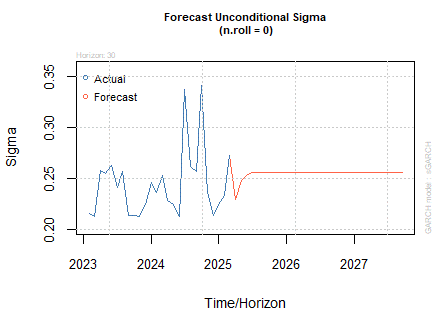 Forecast Unconditional Sigma
(n.roll = 0)
Horizon: 30
Actual
Forecast
0.35
0.30
0.25
0.20
Sigma
2023 2024 2025 2026 2027
Time/Horizon
GARCH model : sGARCH